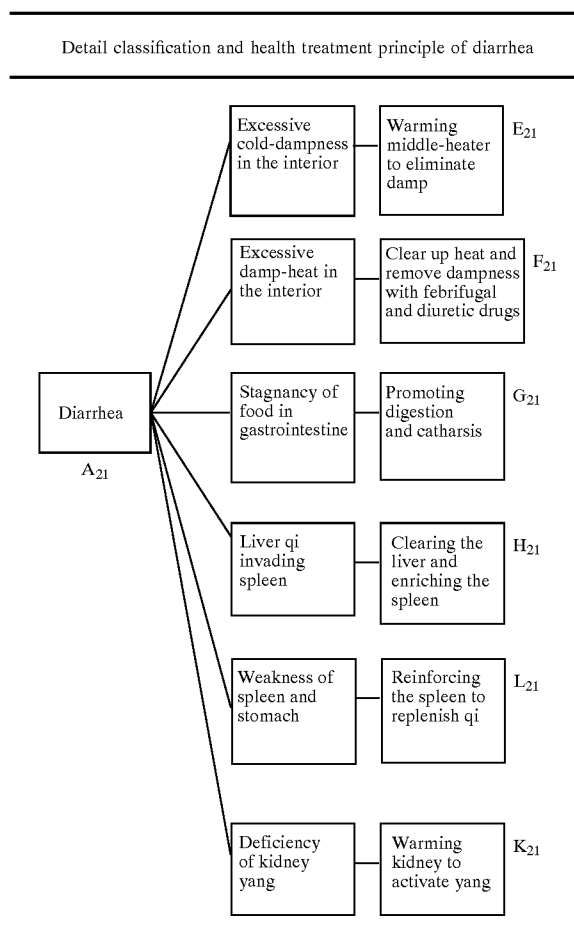 Detail classification and health treatment principle of diarrhea
Excessive
cold-dampness
in the interior
Warming
middle-heater
to eliminate
damp
E21
Excessive
damp-heat in
the interior
Clear up heat and
remove dampness
with febrifugal
and diuretic drugs
F21
Diarrhea
A21
Stagnancy of
food in
gastrointestine
Promoting
digestion
and catharsis
G21
Liver qi
invading
spleen
Clearing the
liver and
enriching the
spleen
H21
Weakness of
spleen and
stomach
Reinforcing
the spleen to
replenish qi
L21
Deficiency
of kidney
yang
Warming
kidney to
activate yang
K21